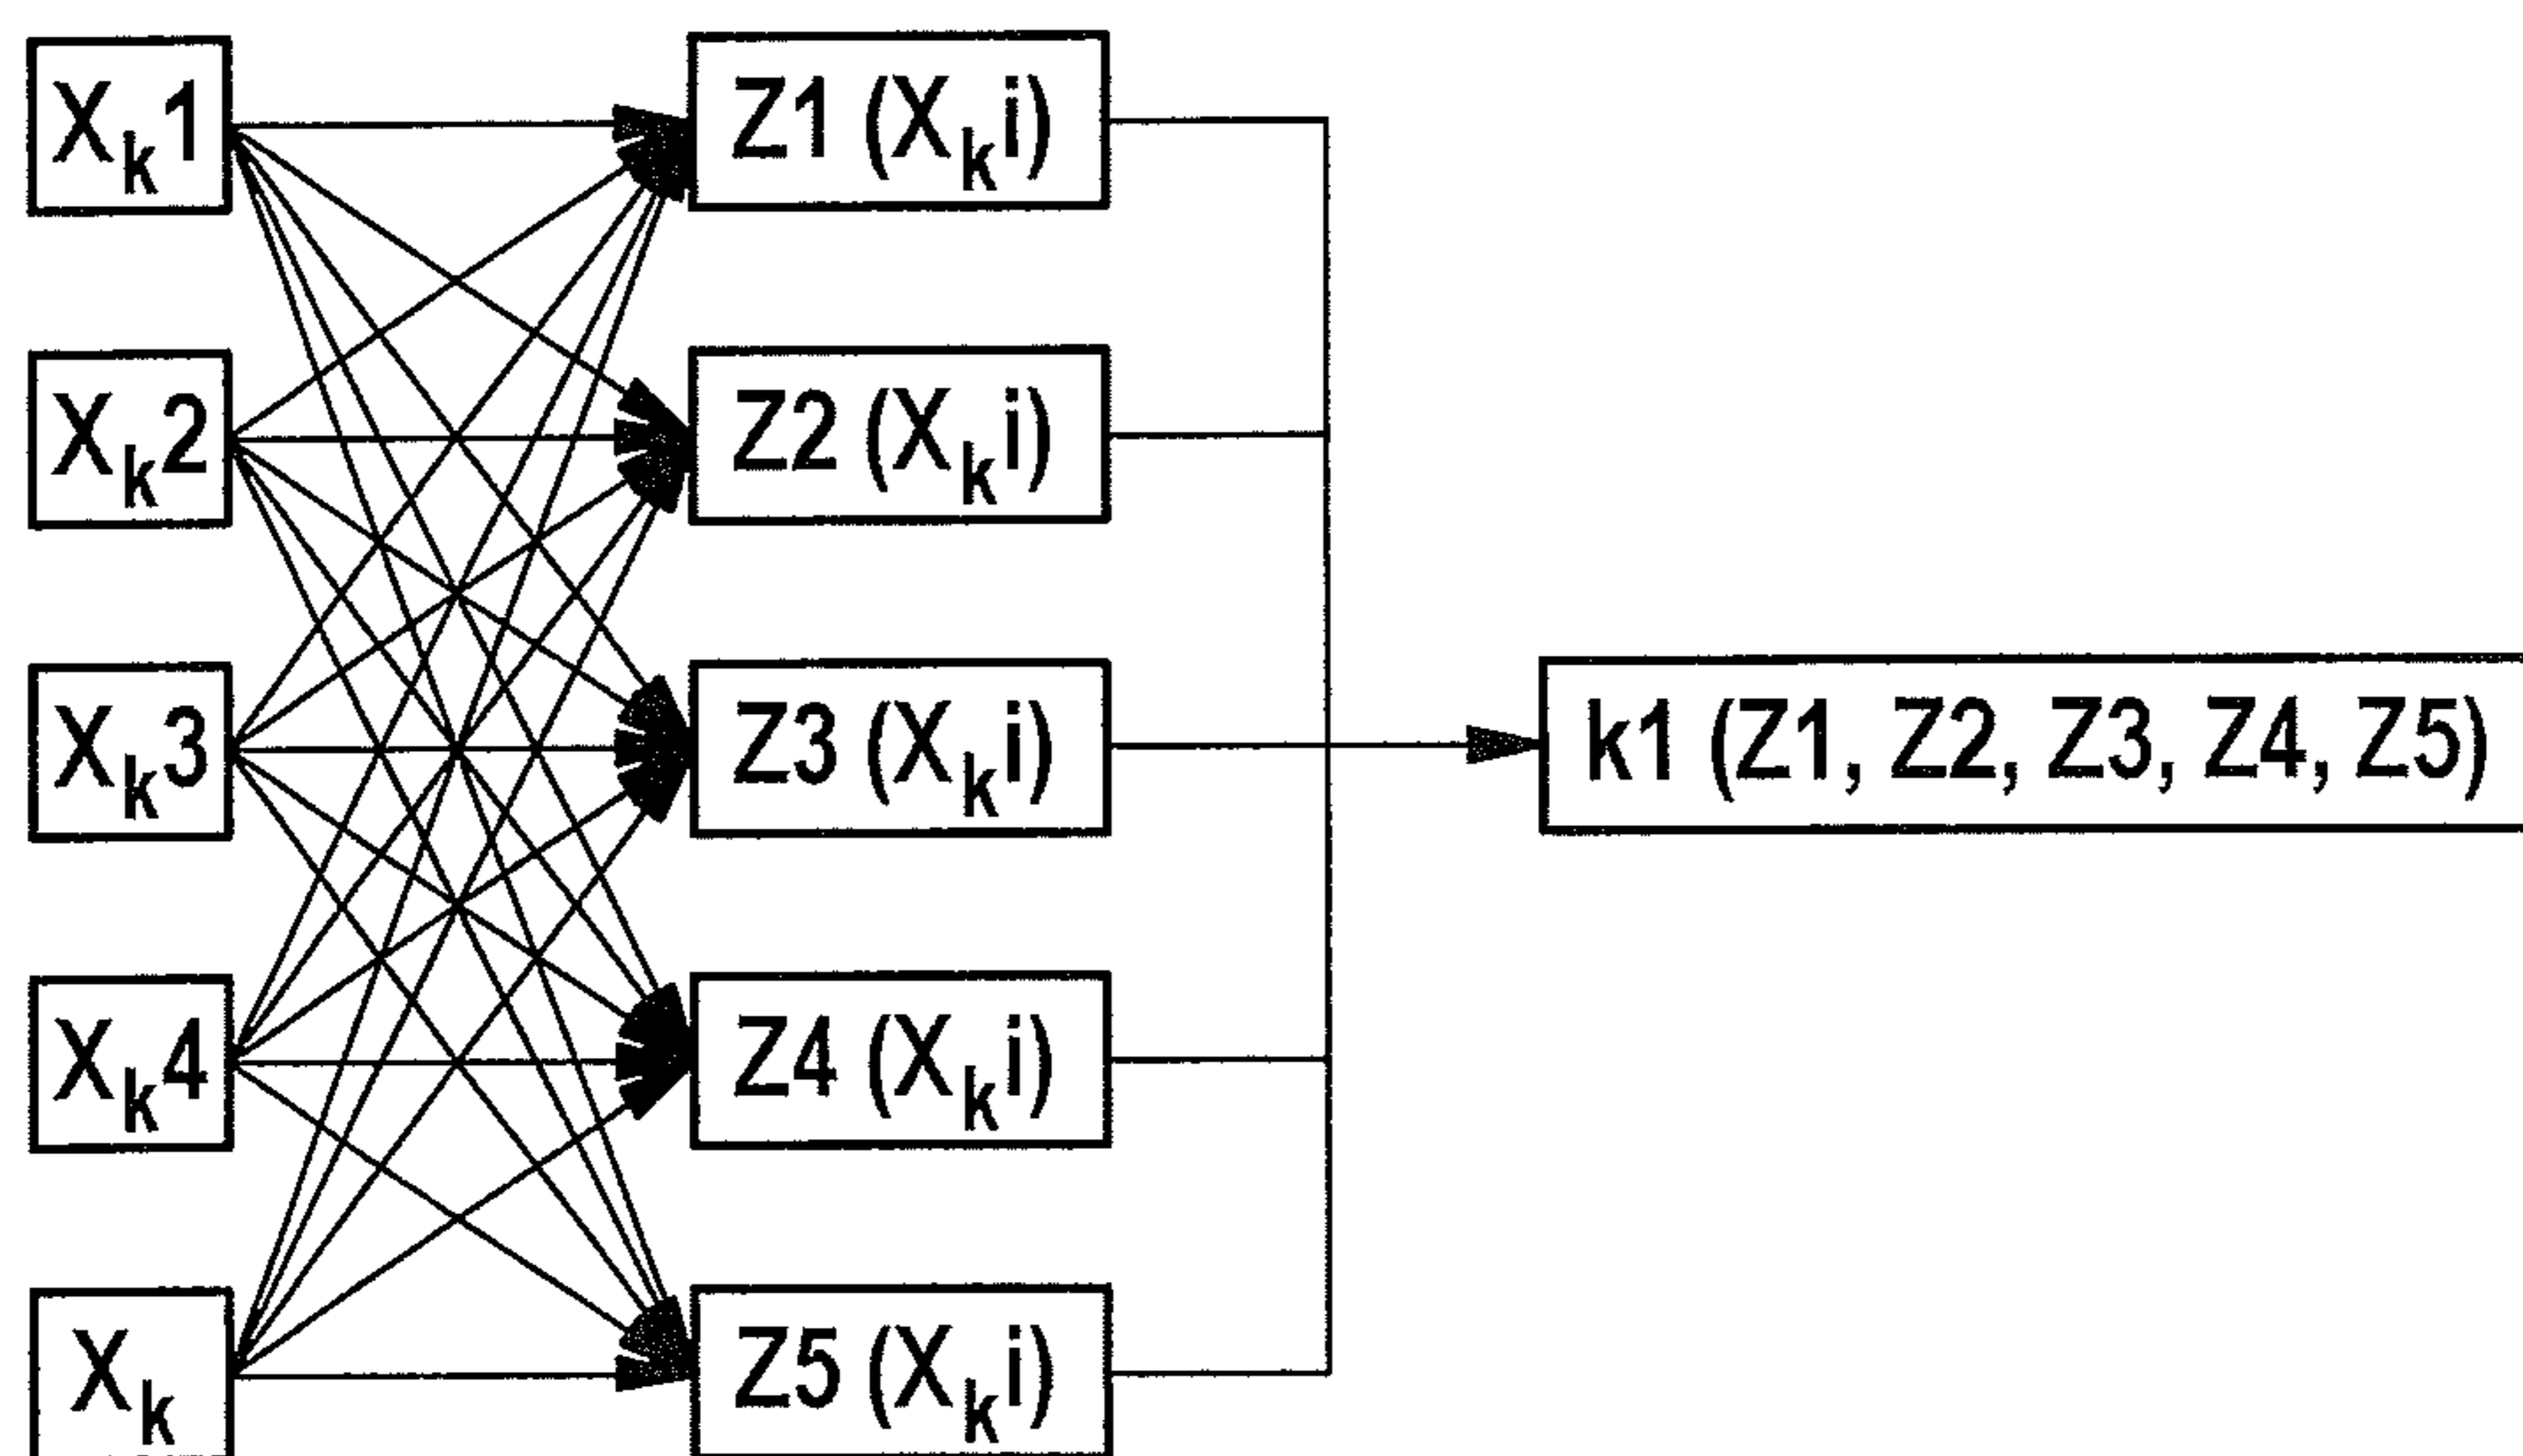 Xk1
Z1 (Xki)
Xk2
Z2 (Xki)
Xk3
Z3 (Xki)
k1 (Z1, Z2, Z3, Z4, Z5)
Xk4
Z4 (Xki)
Xk
Z5 (Xki)